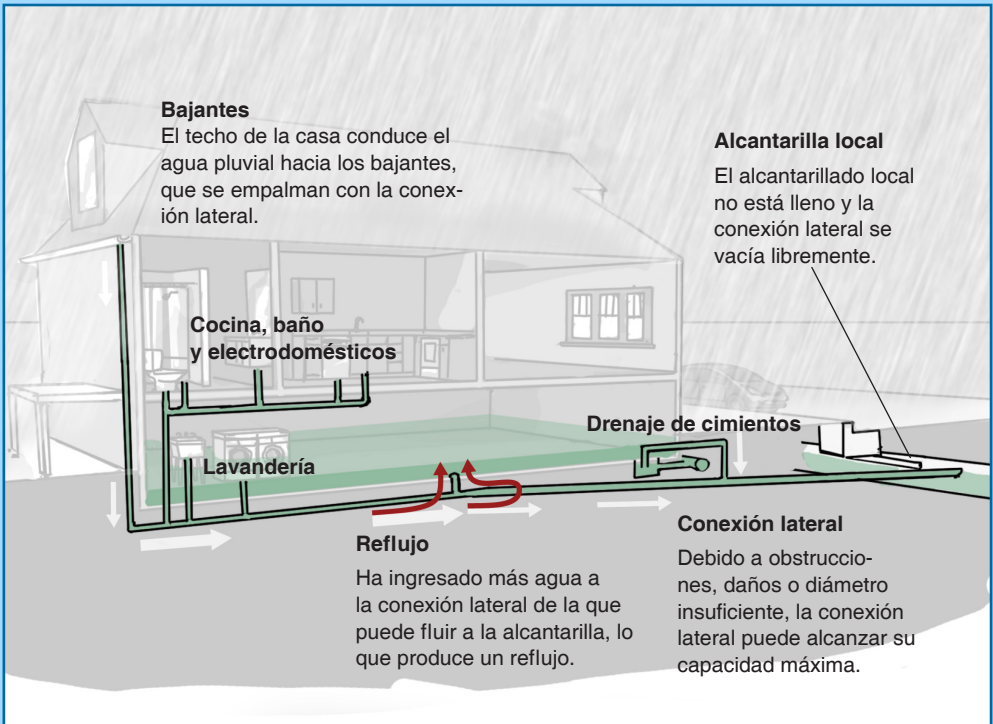 Bajantes
El techo de la casa conduce el
agua pluvial hacia los bajantes,
que se empalman con la conex-
ión lateral.
Alcantarilla local
El alcantarillado local
no está lleno y la
conexión lateral se
vacía libremente.
Cocina, baño
y electrodomésticos
Drenaje de cimientos
Lavandería
Reflujo
Ha ingresado más agua a
la conexión lateral de la que
puede fluir a la alcantarilla, lo
que produce un reflujo.
Conexión lateral
Debido a obstruccio-
nes, daños o diámetro
insuficiente, la conexión
lateral puede alcanzar su
capacidad máxima.